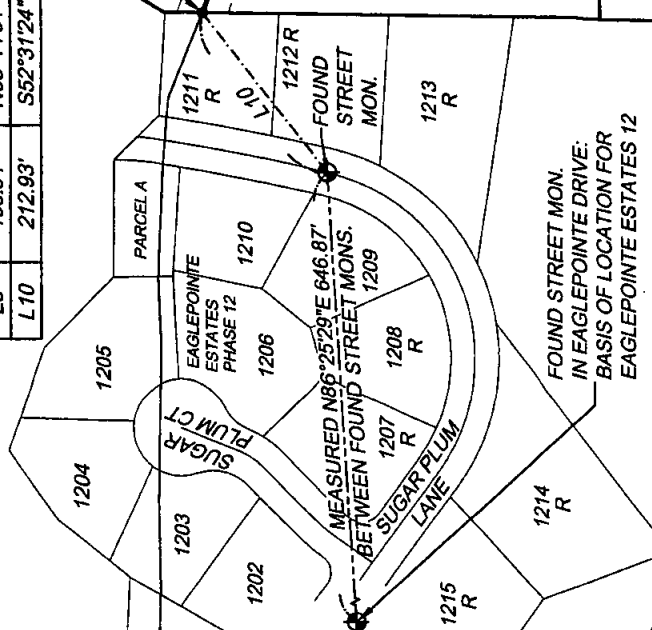 L10 212.93' S52°31'24"
1205
1204
PARCEL A
1211
R
1212 R
L10
FOUND
STREET
MON.
1213
R
EAGLEPOINTE
ESTATES
PHASE 12
1210
1206
SUGAR
PLUM CT
1203
1202
MEASURED N86°25'29"E 646.87'
BETWEEN FOUND STREET MONS.
1209
1208
R
1207
R
SUGAR PLUM
LANE
1214
R
1215
R
FOUND STREET MON.
IN EAGLEPOINTE DRIVE:
BASIS OF LOCATION FOR
EAGLEPOINTE ESTATES 12